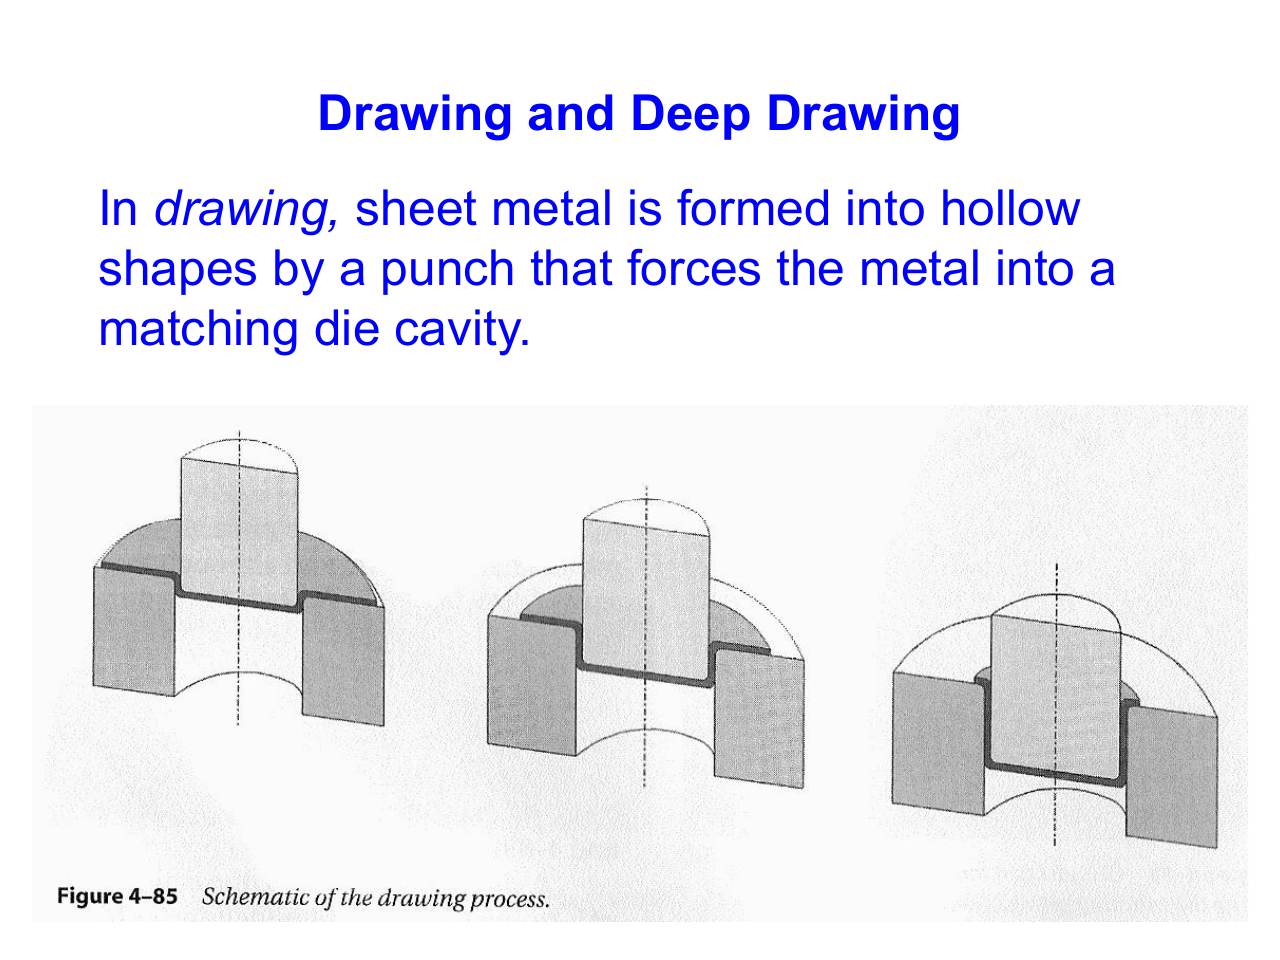 Drawing and Deep Drawing
In drawing, sheet metal is formed into hollow
shapes by a punch that forces the metal into a
matching die cavity.
Figure 4–85 Schematic of the drawing process.